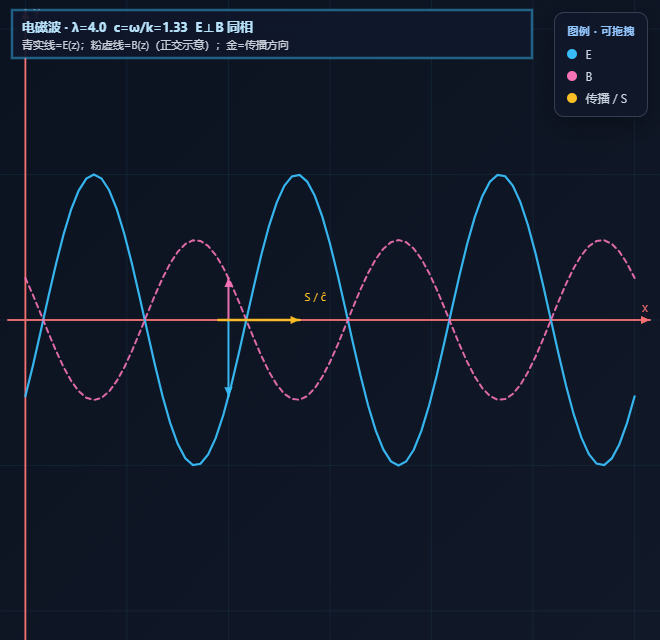 电磁波 · λ=4.0 c=ω/k=1.33 E⊥B 同相
青实线=E(z)；粉虚线=B(z)（正交示意）；金=传播方向
图例 · 可拖拽
E
B
传播 / S
S / ĉ
x